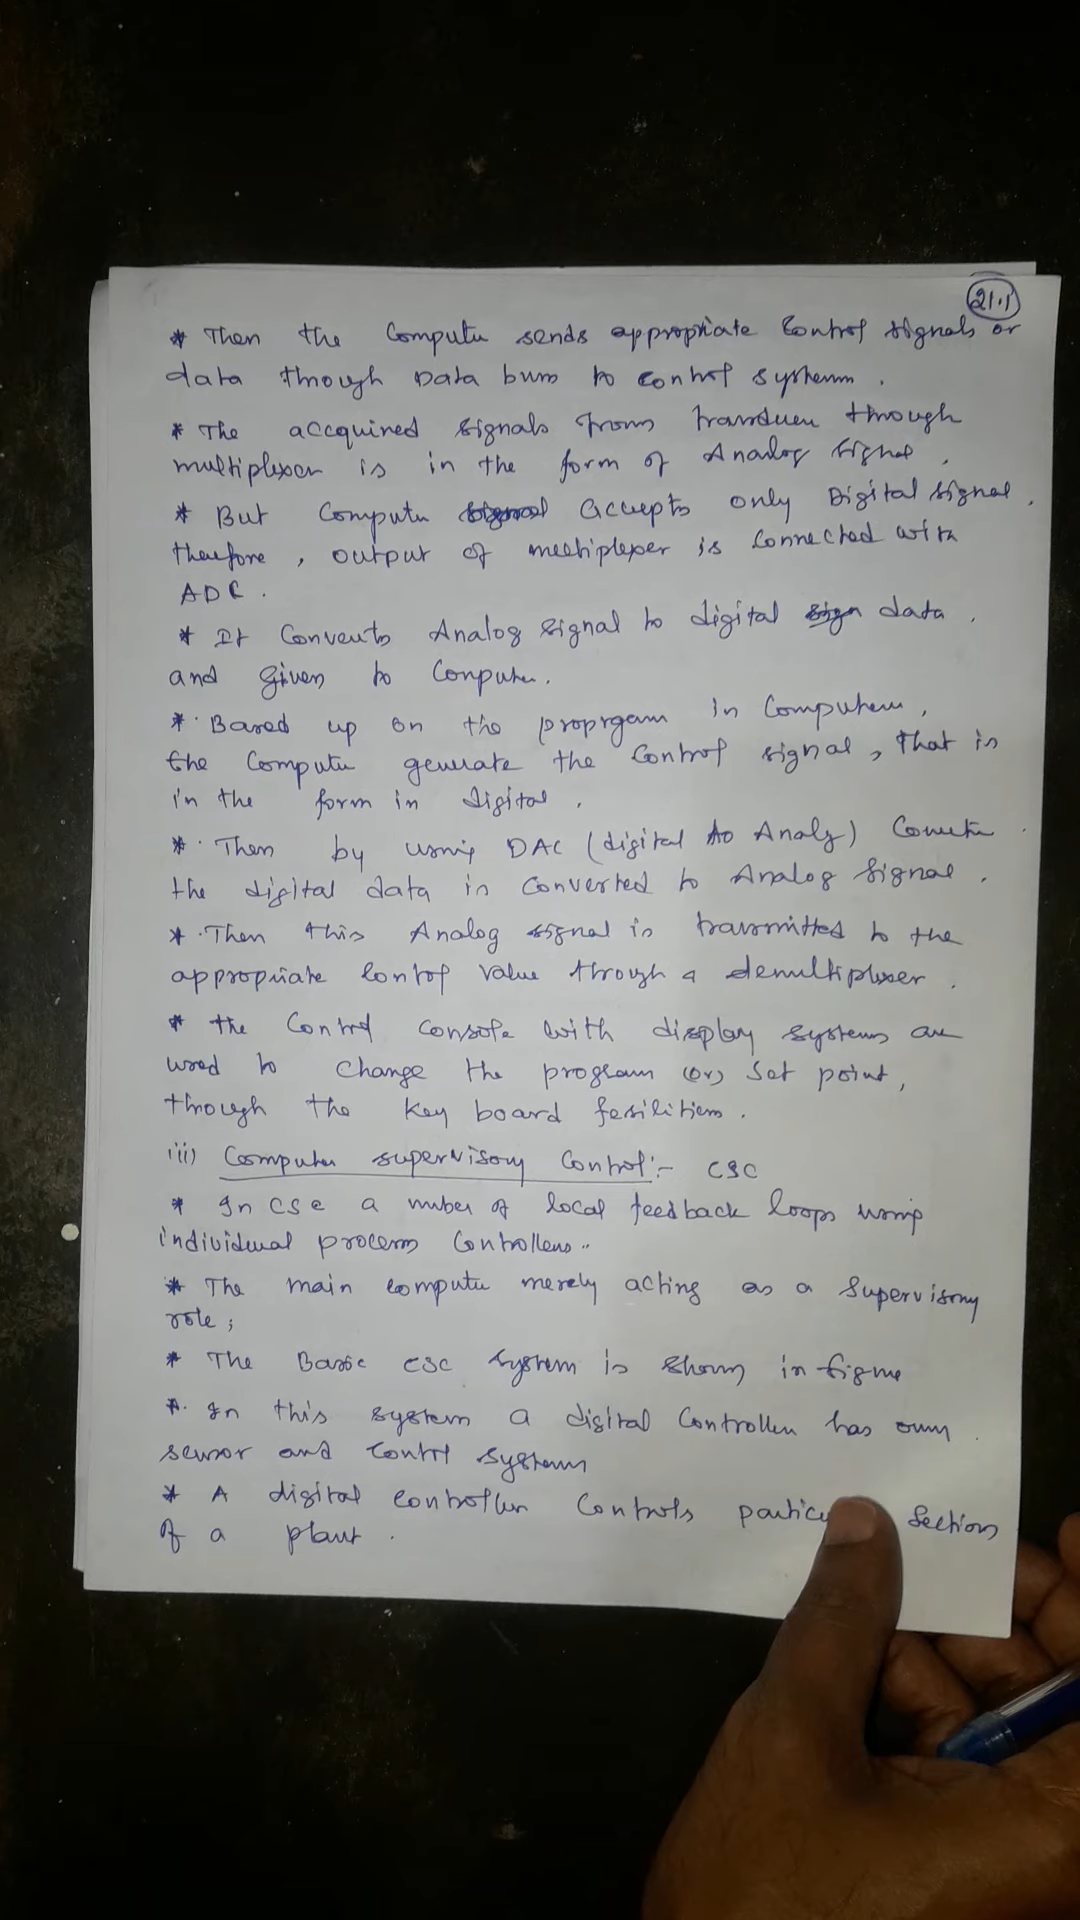 21.1
* Then the Computer sends appropriate Control signals or
data through Data bus to control system.
* The accquired signals from transducer through
multiplexer is in the form of Analog signal.
* But Computer accepts only Digital signal.
therefore, output of multiplexer is Connected with
ADC.
* It Converts Analog signal to digital data.
and given to Computer.
* Based up on the proprgam in Computer,
the Computer generate the Control signal, that is
in the form in digital.
* Then by using DAC (digital to Analog) Converter
the digital data is Converted to Analog signal.
* Then this Analog signal is transmitted to the
appropriate Control Value through a demultiplexer.
* the Control Console with display systems are
used to change the program (or) set point,
through the key board fesilities.
iii) Computer supervisory Control:- CSC
* In CSC a number of local feedback loops using
individual process Controllers.
* The main computer merely acting as a Supervisory
role;
* The Basic CSC system is shown in figure
* In this system a digital Controller has own
sensor and Control system
* A digital controller Controls Section
of a plant.